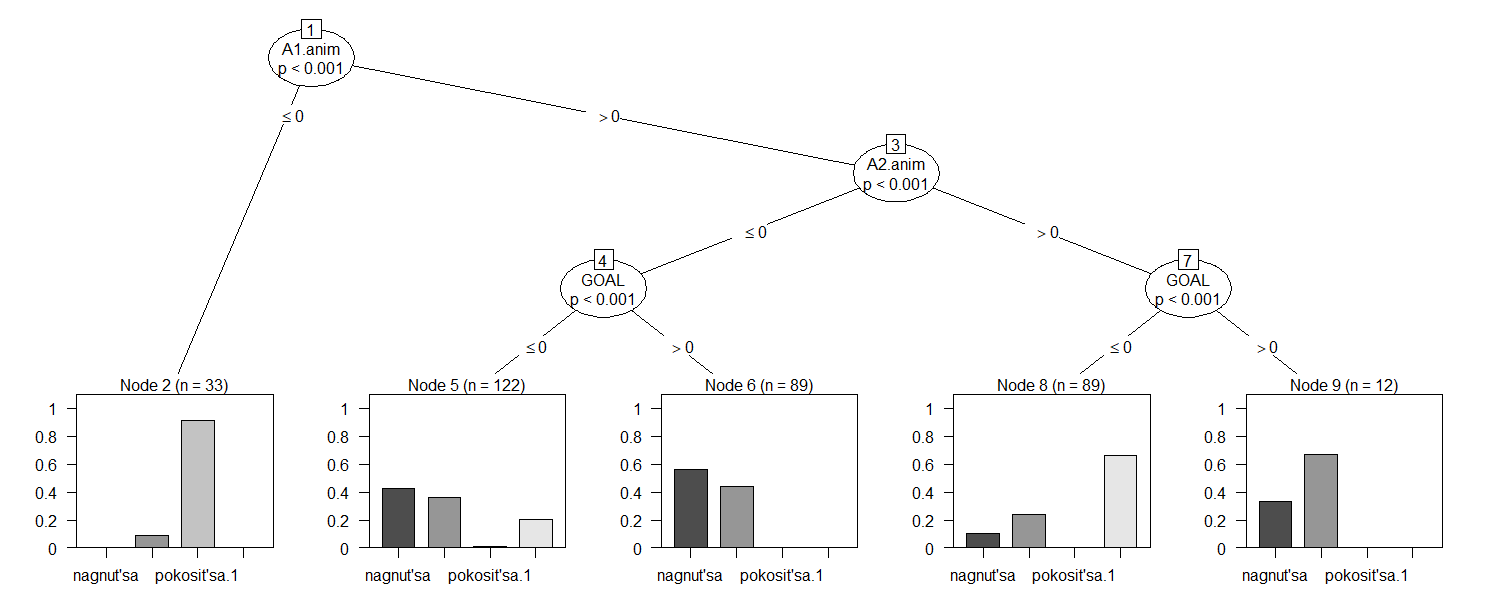 1
A1.anim
p < 0.001
≤ 0
> 0
3
A2.anim
p < 0.001
≤ 0
> 0
4
GOAL
p < 0.001
7
GOAL
p < 0.001
≤ 0
> 0
≤ 0
> 0
Node 2 (n = 33)
1
0.8
0.6
0.4
0.2
0
nagnut'sa pokosit'sa.1
Node 5 (n = 122)
1
0.8
0.6
0.4
0.2
0
nagnut'sa pokosit'sa.1
Node 6 (n = 89)
1
0.8
0.6
0.4
0.2
0
nagnut'sa pokosit'sa.1
Node 8 (n = 89)
1
0.8
0.6
0.4
0.2
0
nagnut'sa pokosit'sa.1
Node 9 (n = 12)
1
0.8
0.6
0.4
0.2
0
nagnut'sa pokosit'sa.1